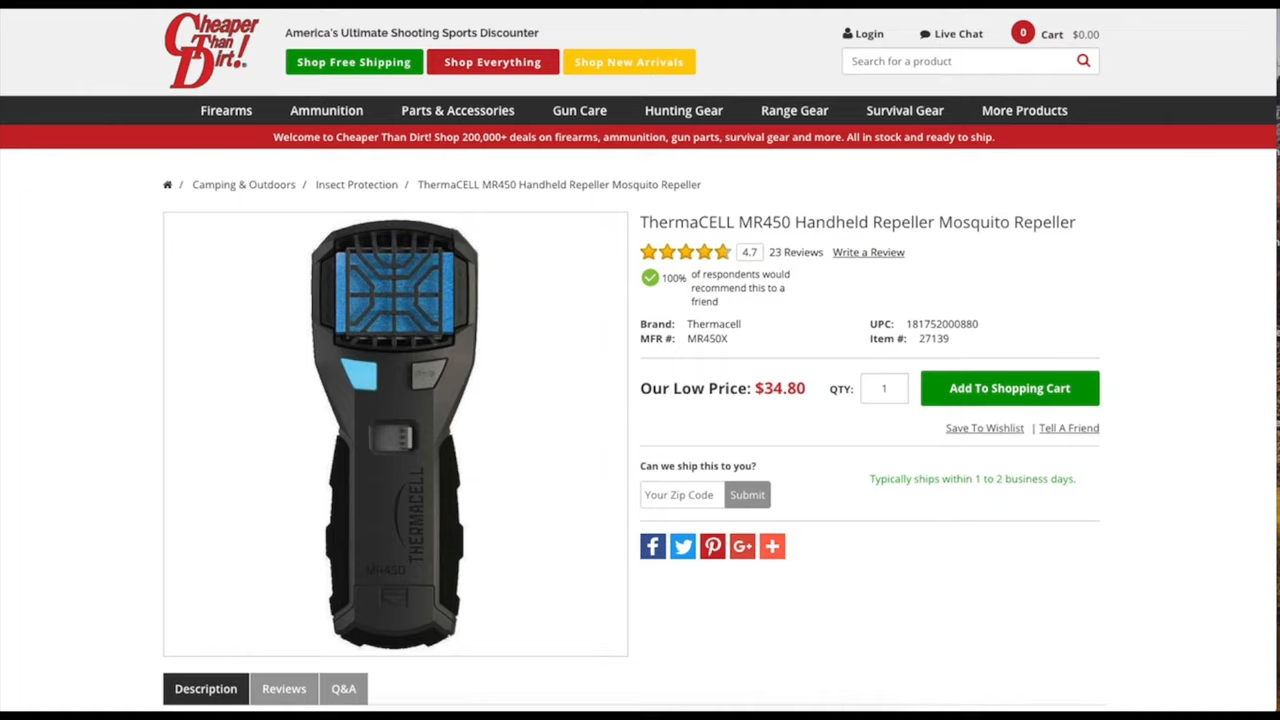 Cheaper
Than
Dirt!
America's Ultimate Shooting Sports Discounter
Shop Free Shipping
Shop Everything
Shop New Arrivals
Login
Live Chat
0
Cart
$0.00
Search for a product
Firearms
Ammunition
Parts & Accessories
Gun Care
Hunting Gear
Range Gear
Survival Gear
More Products
Welcome to Cheaper Than Dirt! Shop 200,000+ deals on firearms, ammunition, gun parts, survival gear and more. All in stock and ready to ship.
/ Camping & Outdoors / Insect Protection / ThermaCELL MR450 Handheld Repeller Mosquito Repeller
THERMACELL
MR450
ThermaCELL MR450 Handheld Repeller Mosquito Repeller
4.7
23 Reviews
Write a Review
100%
of respondents would
recommend this to a
friend
Brand: Thermacell
UPC: 181752000880
MFR #: MR450X
Item #: 27139
Our Low Price: $34.80
QTY:
1
Add To Shopping Cart
Save To Wishlist | Tell A Friend
Can we ship this to you?
Your Zip Code
Submit
Typically ships within 1 to 2 business days.
Description
Reviews
Q&A